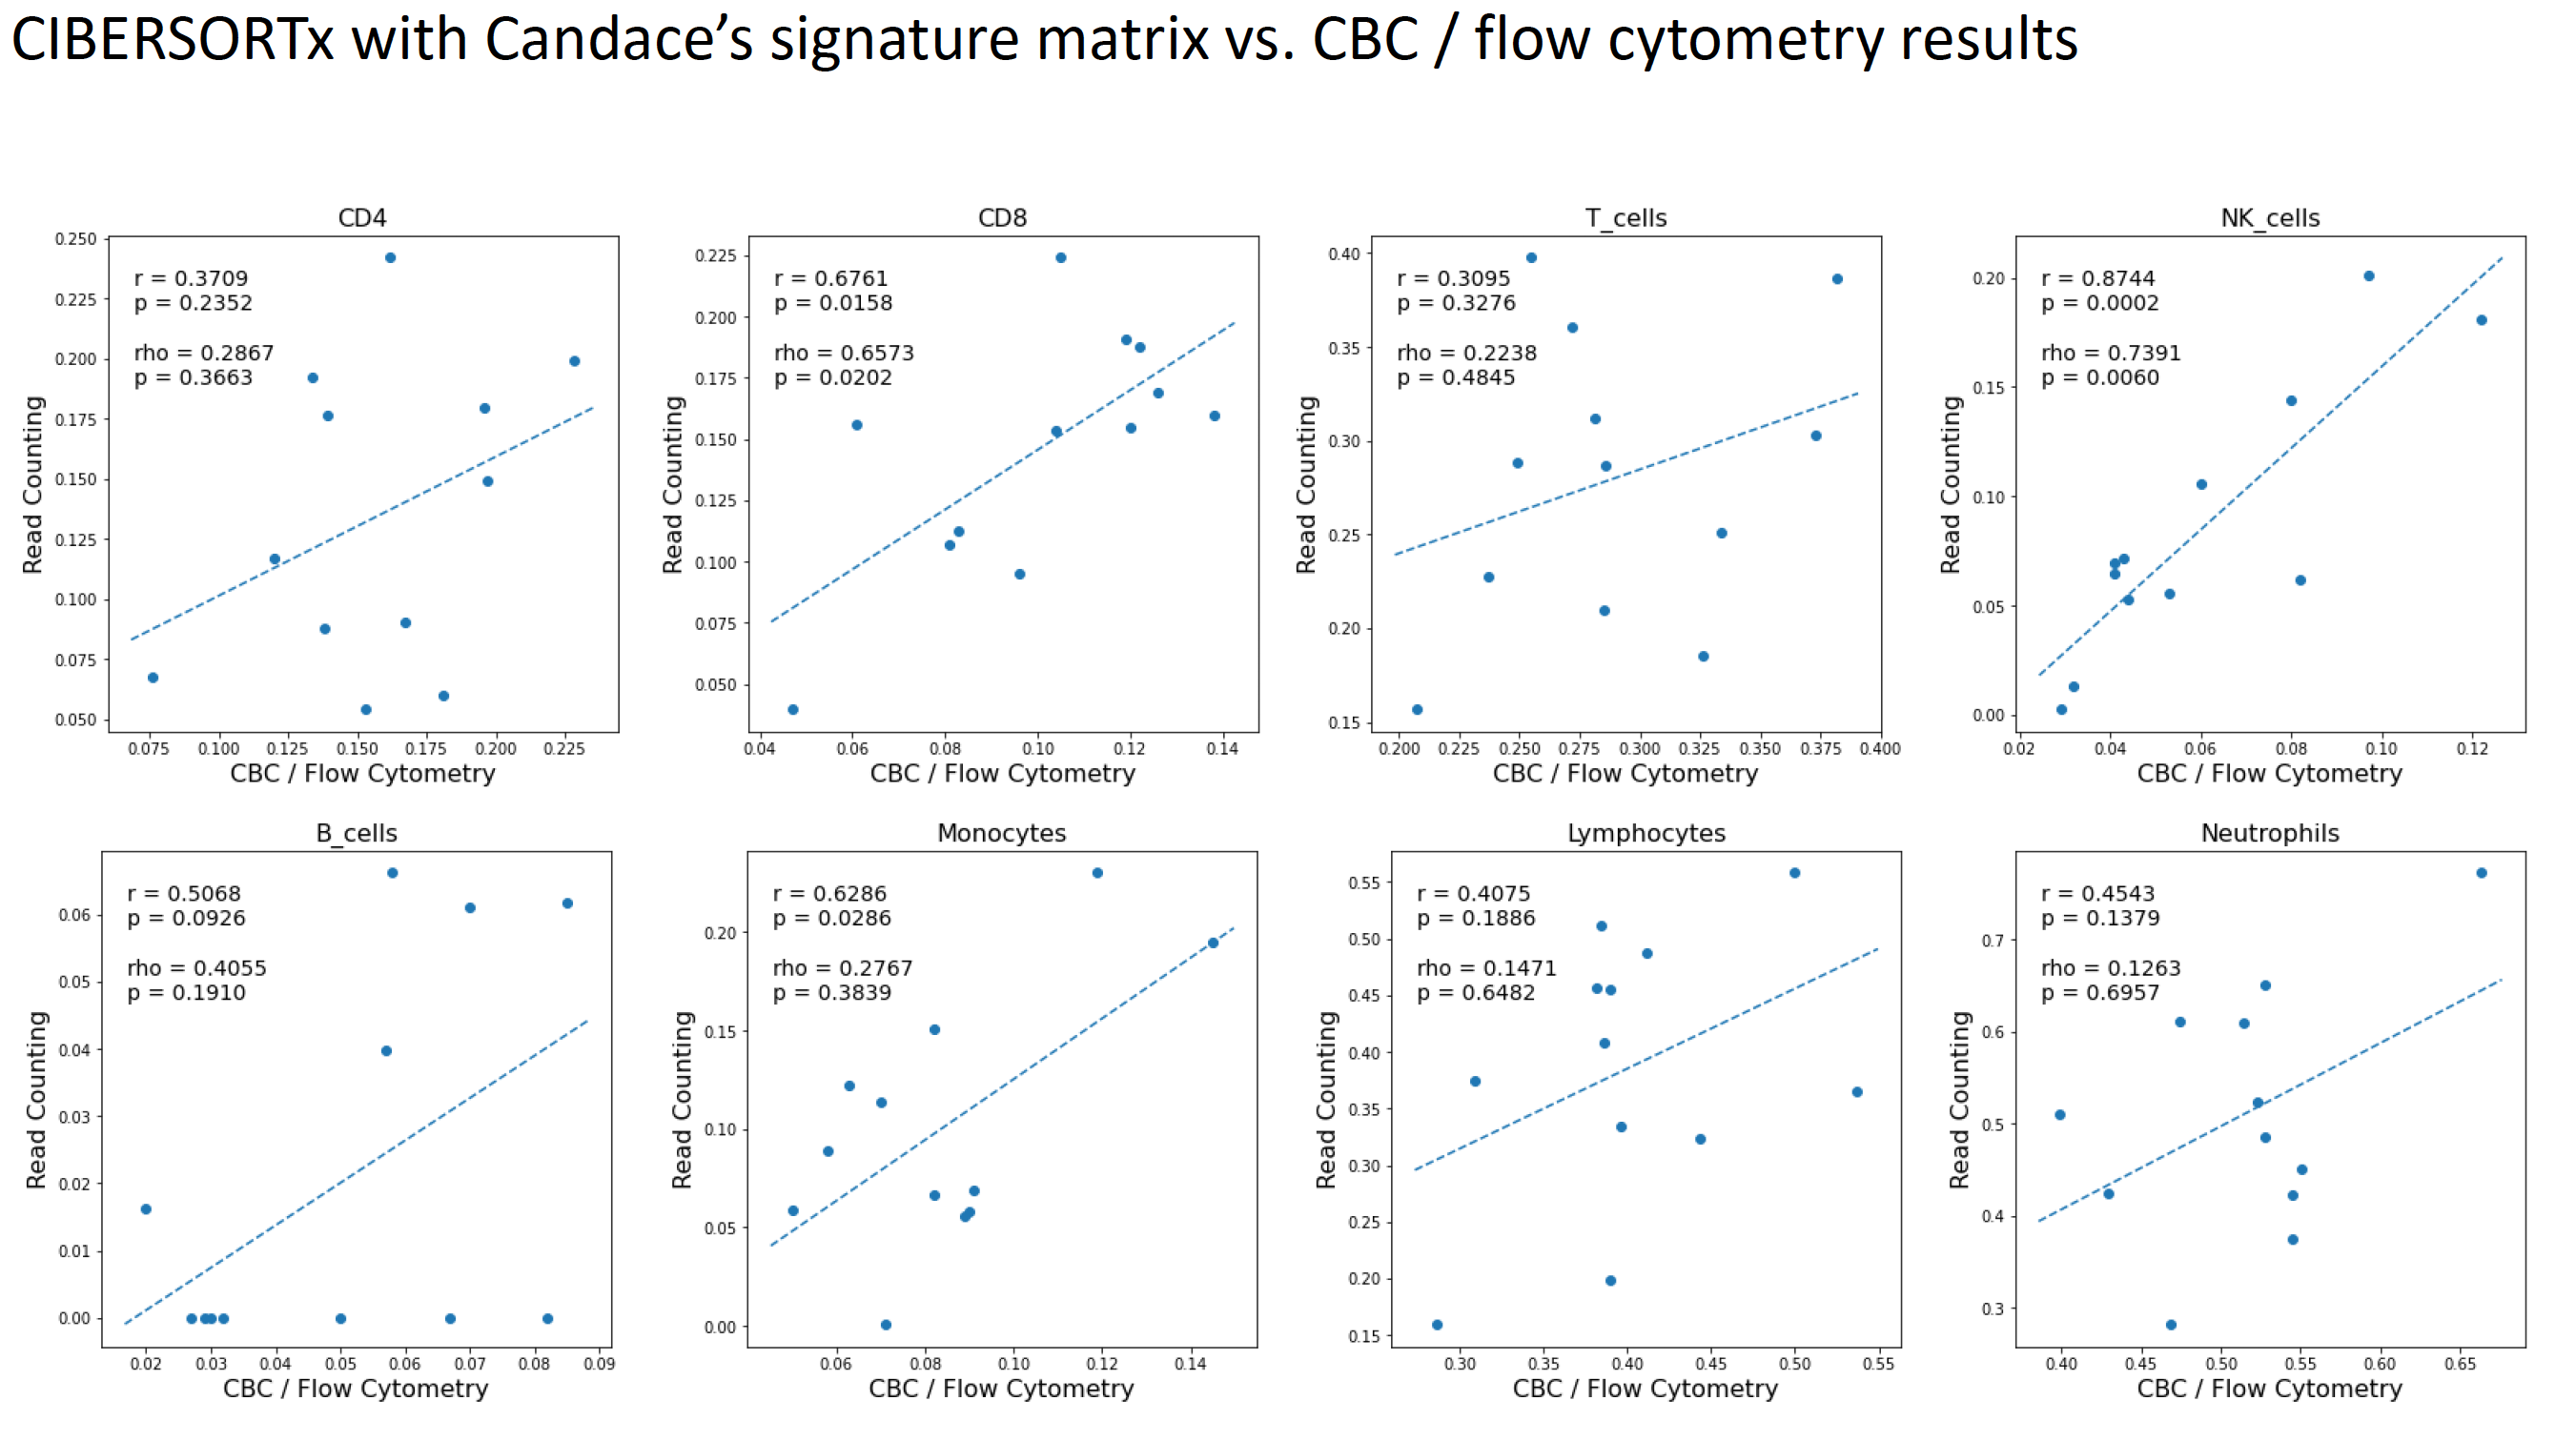 CIBERSORTx with Candace’s signature matrix vs. CBC / flow cytometry results
CD4
r = 0.3709
p = 0.2352
rho = 0.2867
p = 0.3663
0.250
0.225
0.200
0.175
0.150
0.125
0.100
0.075
0.050
Read Counting
0.075 0.100 0.125 0.150 0.175 0.200 0.225
CBC / Flow Cytometry
CD8
r = 0.6761
p = 0.0158
rho = 0.6573
p = 0.0202
0.225
0.200
0.175
0.150
0.125
0.100
0.075
0.050
Read Counting
0.04 0.06 0.08 0.10 0.12 0.14
CBC / Flow Cytometry
T_cells
r = 0.3095
p = 0.3276
rho = 0.2238
p = 0.4845
0.40
0.35
0.30
0.25
0.20
0.15
Read Counting
0.200 0.225 0.250 0.275 0.300 0.325 0.350 0.375 0.400
CBC / Flow Cytometry
NK_cells
r = 0.8744
p = 0.0002
rho = 0.7391
p = 0.0060
0.20
0.15
0.10
0.05
0.00
Read Counting
0.02 0.04 0.06 0.08 0.10 0.12
CBC / Flow Cytometry
B_cells
r = 0.5068
p = 0.0926
rho = 0.4055
p = 0.1910
0.06
0.05
0.04
0.03
0.02
0.01
0.00
Read Counting
0.02 0.03 0.04 0.05 0.06 0.07 0.08 0.09
CBC / Flow Cytometry
Monocytes
r = 0.6286
p = 0.0286
rho = 0.2767
p = 0.3839
0.20
0.15
0.10
0.05
0.00
Read Counting
0.06 0.08 0.10 0.12 0.14
CBC / Flow Cytometry
Lymphocytes
r = 0.4075
p = 0.1886
rho = 0.1471
p = 0.6482
0.55
0.50
0.45
0.40
0.35
0.30
0.25
0.20
0.15
Read Counting
0.30 0.35 0.40 0.45 0.50 0.55
CBC / Flow Cytometry
Neutrophils
r = 0.4543
p = 0.1379
rho = 0.1263
p = 0.6957
0.7
0.6
0.5
0.4
0.3
Read Counting
0.40 0.45 0.50 0.55 0.60 0.65
CBC / Flow Cytometry